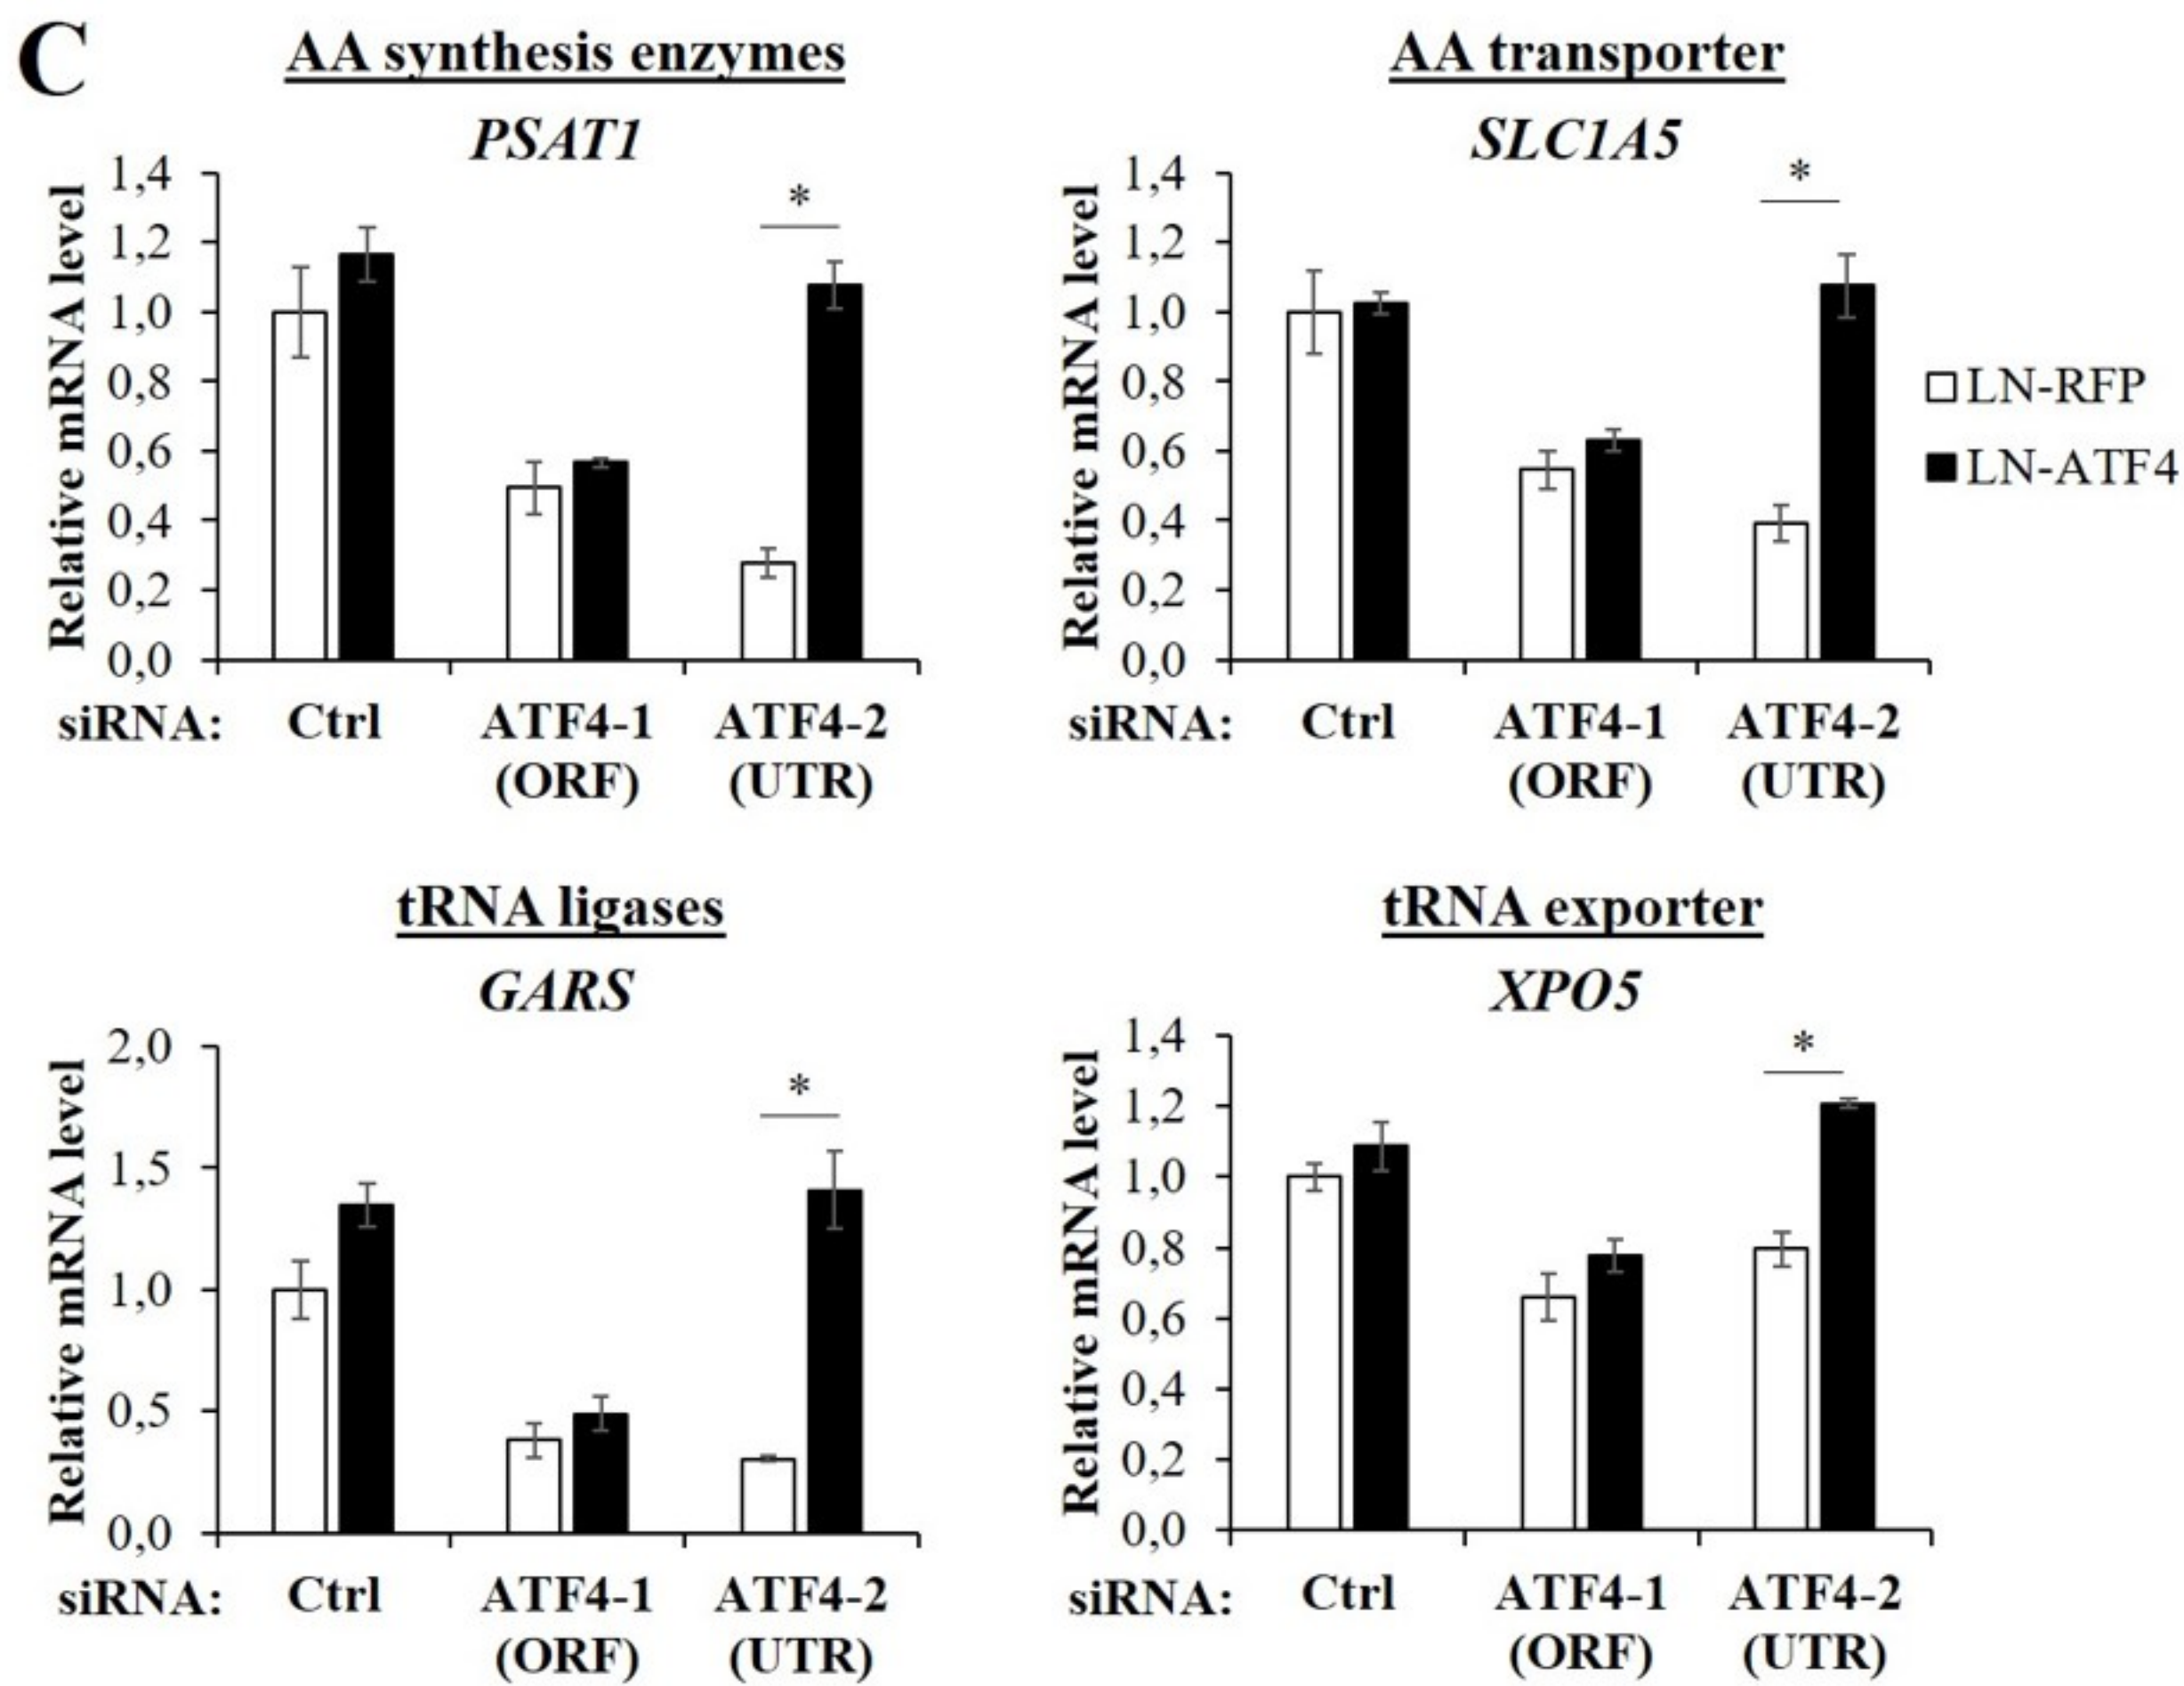 C
AA synthesis enzymes
PSAT1
Relative mRNA level
1,4
1,2
1,0
0,8
0,6
0,4
0,2
0,0
*
siRNA: Ctrl ATF4-1 ATF4-2
(ORF) (UTR)
AA transporter
SLC1A5
Relative mRNA level
1,4
1,2
1,0
0,8
0,6
0,4
0,2
0,0
*
siRNA: Ctrl ATF4-1 ATF4-2
(ORF) (UTR)
LN-RFP
LN-ATF4
tRNA ligases
GARS
Relative mRNA level
2,0
1,5
1,0
0,5
0,0
*
siRNA: Ctrl ATF4-1 ATF4-2
(ORF) (UTR)
tRNA exporter
XPO5
Relative mRNA level
1,4
1,2
1,0
0,8
0,6
0,4
0,2
0,0
*
siRNA: Ctrl ATF4-1 ATF4-2
(ORF) (UTR)